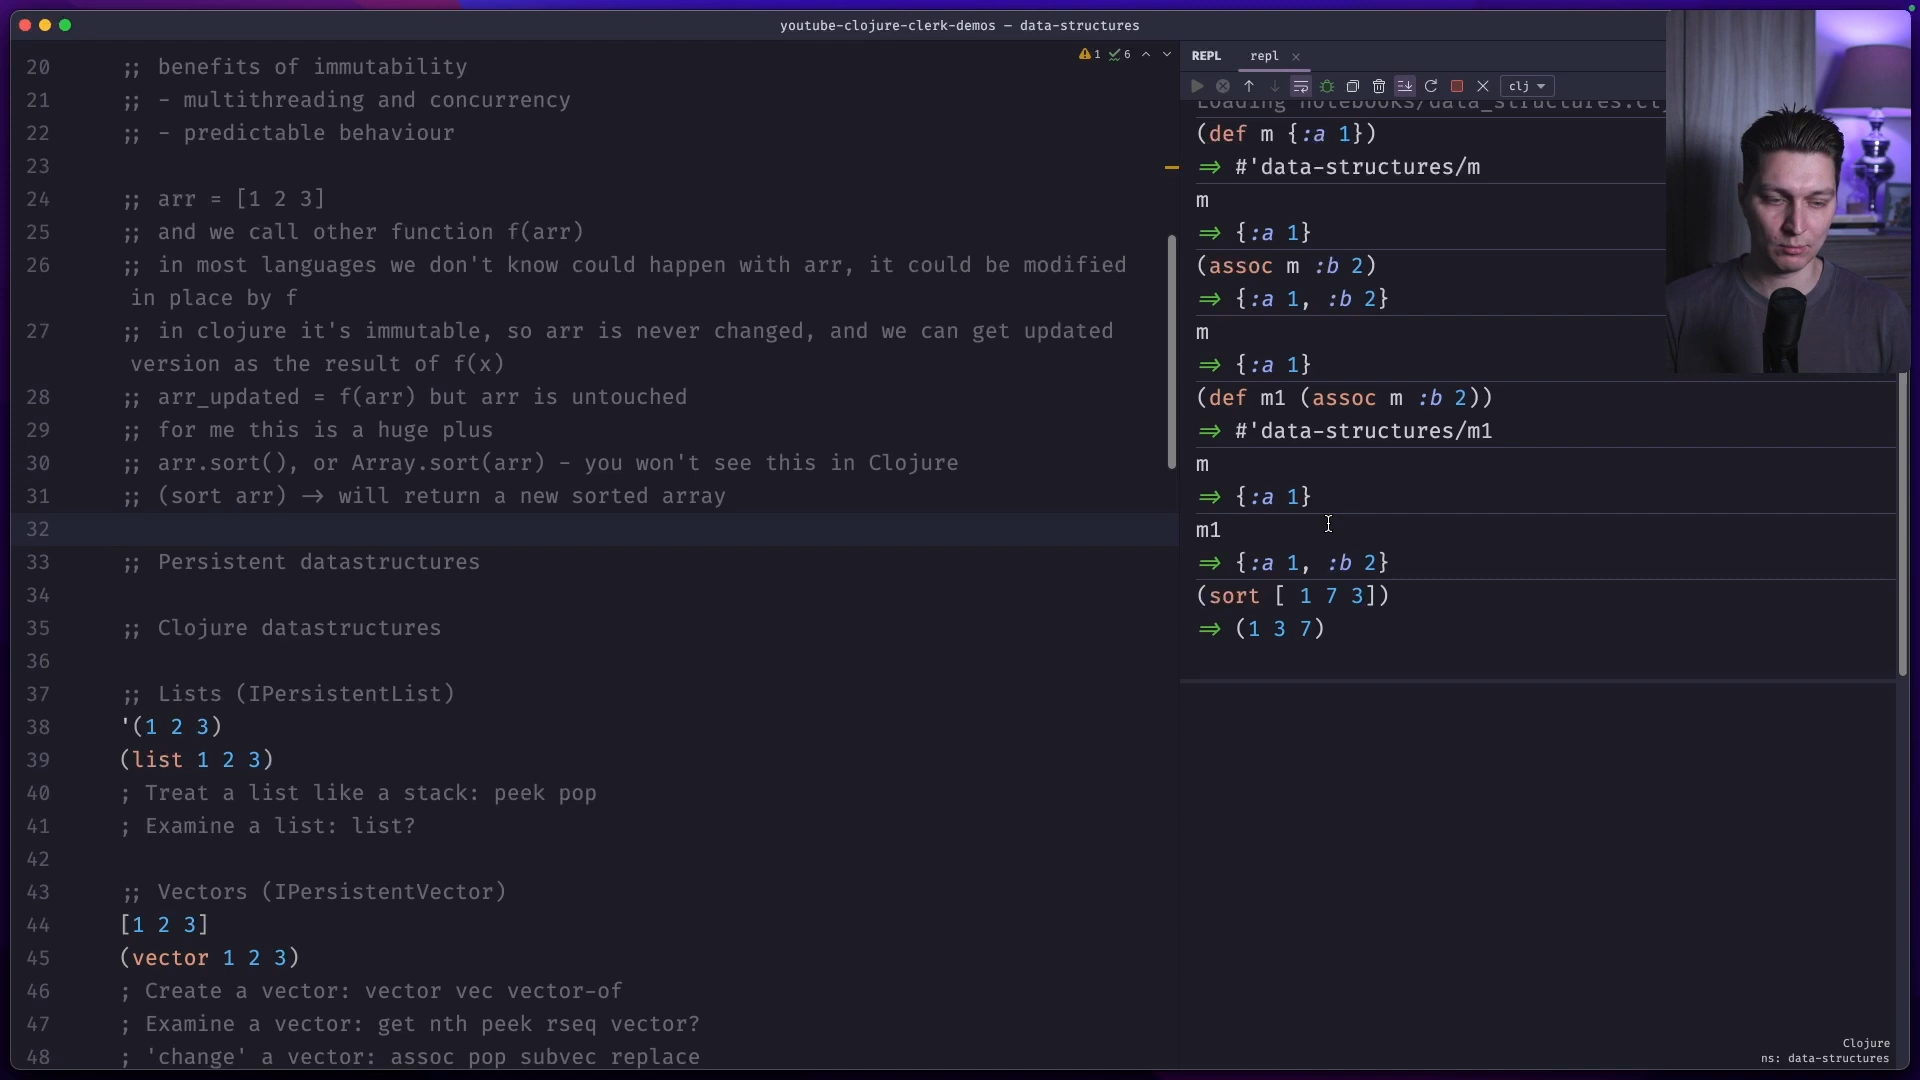 youtube-clojure-clerk-demos – data-structures
20 ;; benefits of immutability
21 ;; - multithreading and concurrency
22 ;; - predictable behaviour
23
24 ;; arr = [1 2 3]
25 ;; and we call other function f(arr)
26 ;; in most languages we don't know could happen with arr, it could be modified
in place by f
27 ;; in clojure it's immutable, so arr is never changed, and we can get updated
version as the result of f(x)
28 ;; arr_updated = f(arr) but arr is untouched
29 ;; for me this is a huge plus
30 ;; arr.sort(), or Array.sort(arr) - you won't see this in Clojure
31 ;; (sort arr) -> will return a new sorted array
32
33 ;; Persistent datastructures
34
35 ;; Clojure datastructures
36
37 ;; Lists (IPersistentList)
38 '(1 2 3)
39 (list 1 2 3)
40 ; Treat a list like a stack: peek pop
41 ; Examine a list: list?
42
43 ;; Vectors (IPersistentVector)
44 [1 2 3]
45 (vector 1 2 3)
46 ; Create a vector: vector vec vector-of
47 ; Examine a vector: get nth peek rseq vector?
48 ; 'change' a vector: assoc pop subvec replace
1 6
REPL repl
clj
Loading notebooks/data_structures.cl
(def m {:a 1})
=> #'data-structures/m
m
=> {:a 1}
(assoc m :b 2)
=> {:a 1, :b 2}
m
=> {:a 1}
(def m1 (assoc m :b 2))
=> #'data-structures/m1
m
=> {:a 1}
m1
=> {:a 1, :b 2}
(sort [ 1 7 3])
=> (1 3 7)
Clojure
ns: data-structures